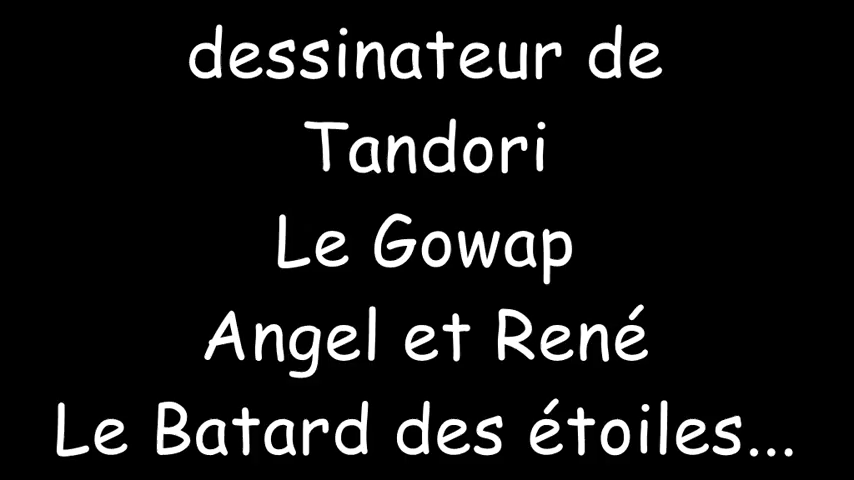 dessinateur de
Tandori
Le Gowap
Angel et René
Le Batard des étoiles...